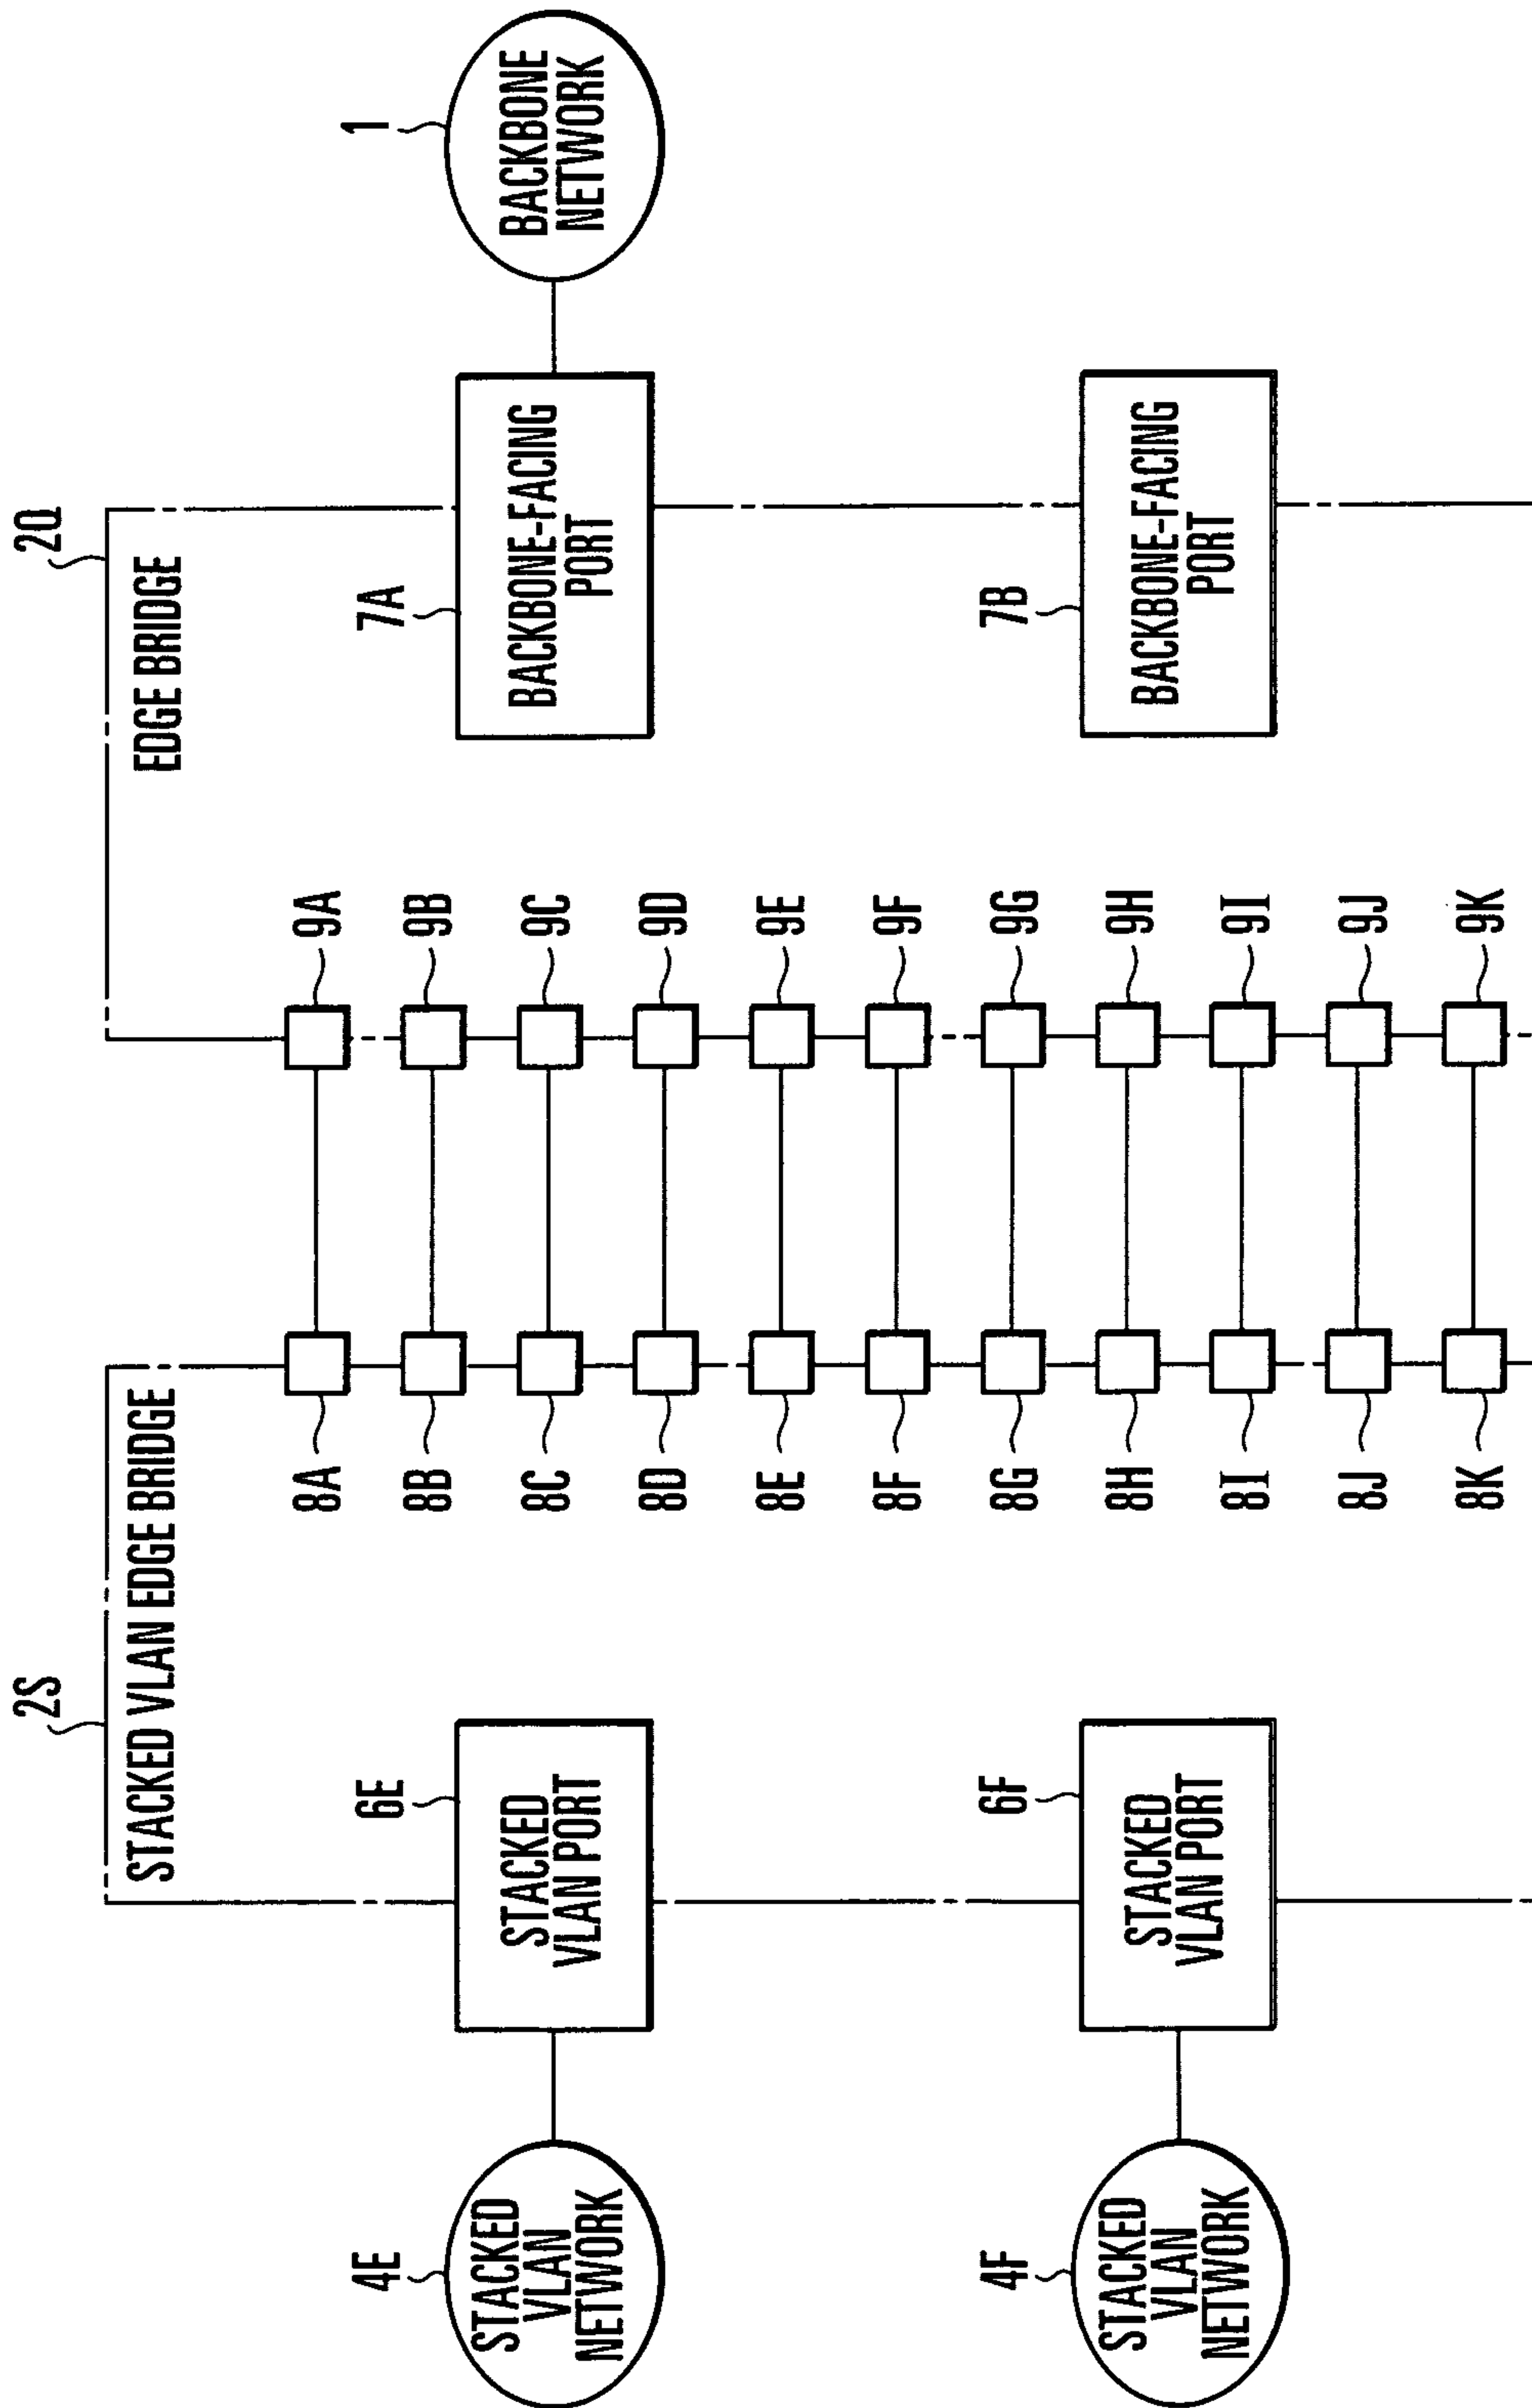 2S
2Q
STACKED VLAN EDGE BRIDGE
EDGE BRIDGE
8A
9A
4E
6E
7A
1
8B
9B
STACKED
VLAN
NETWORK
STACKED
VLAN PORT
BACKBONE-FACING
PORT
BACKBONE
NETWORK
8C
9C
8D
9D
8E
9E
8F
9F
4F
6F
7B
8G
9G
8H
9H
STACKED
VLAN
NETWORK
STACKED
VLAN PORT
BACKBONE-FACING
PORT
8I
9I
8J
9J
8K
9K